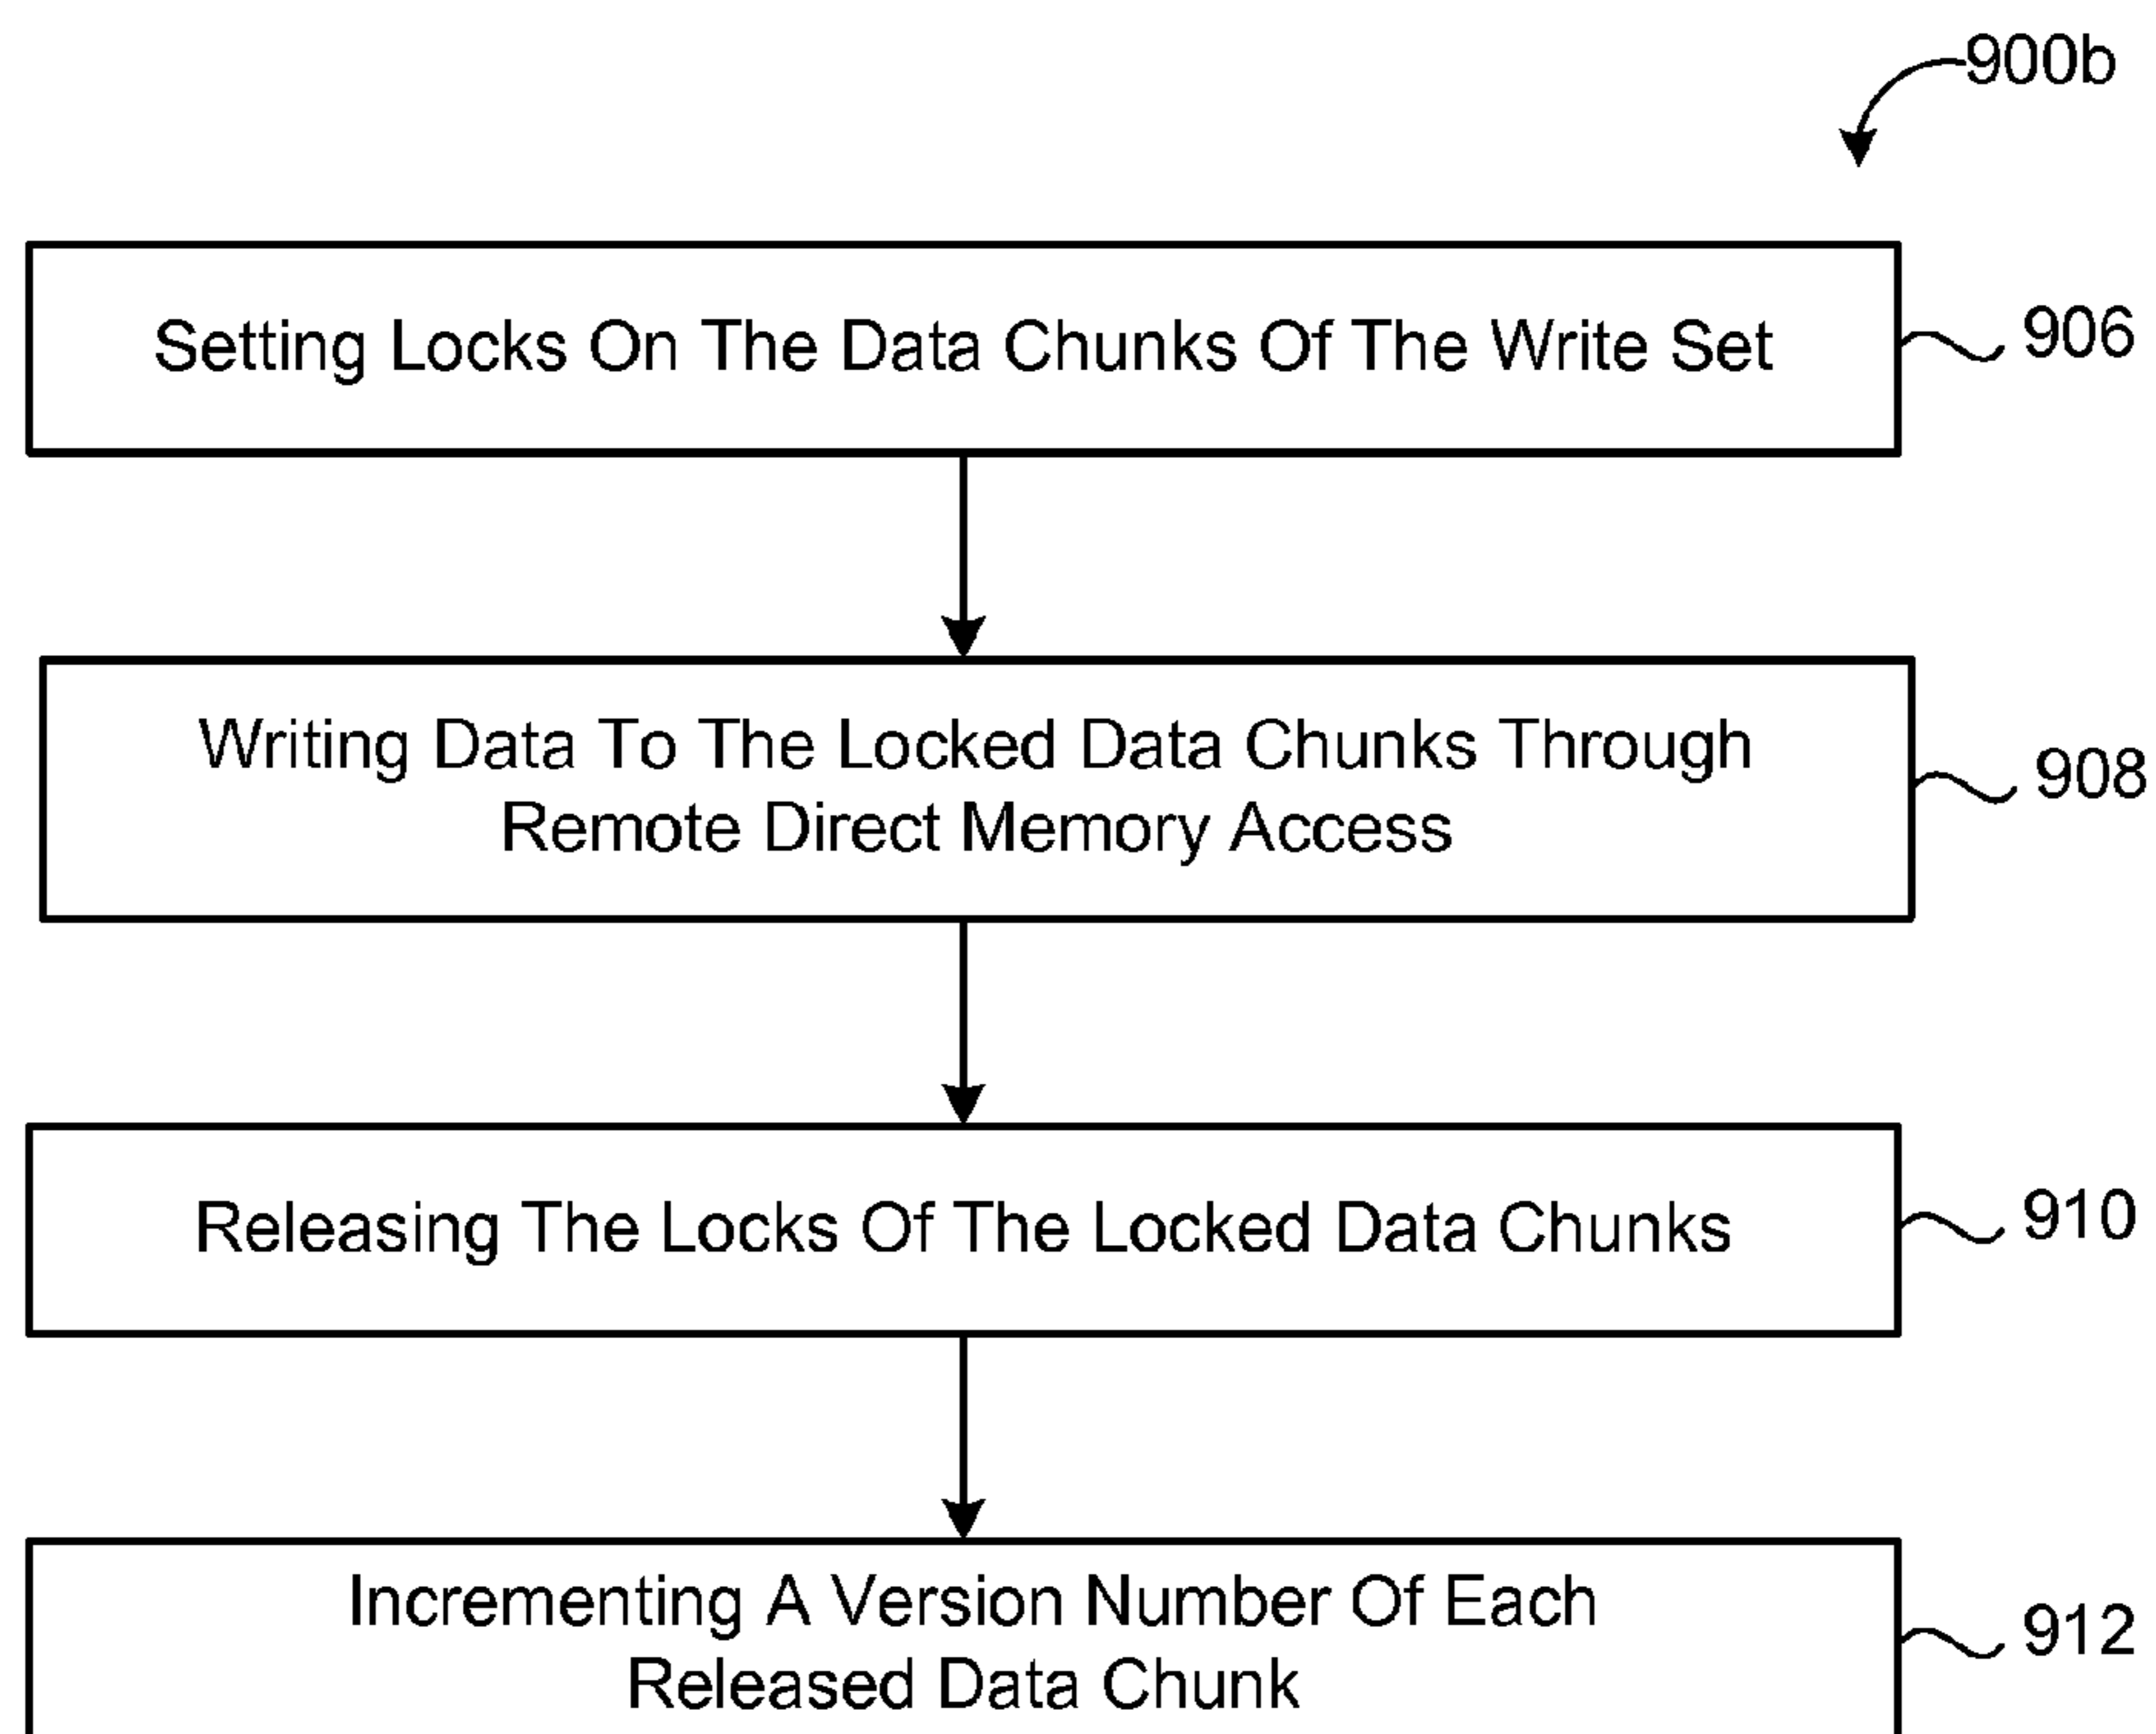 900b
Setting Locks On The Data Chunks Of The Write Set
906
Writing Data To The Locked Data Chunks Through
Remote Direct Memory Access
908
Releasing The Locks Of The Locked Data Chunks
910
Incrementing A Version Number Of Each
Released Data Chunk
912